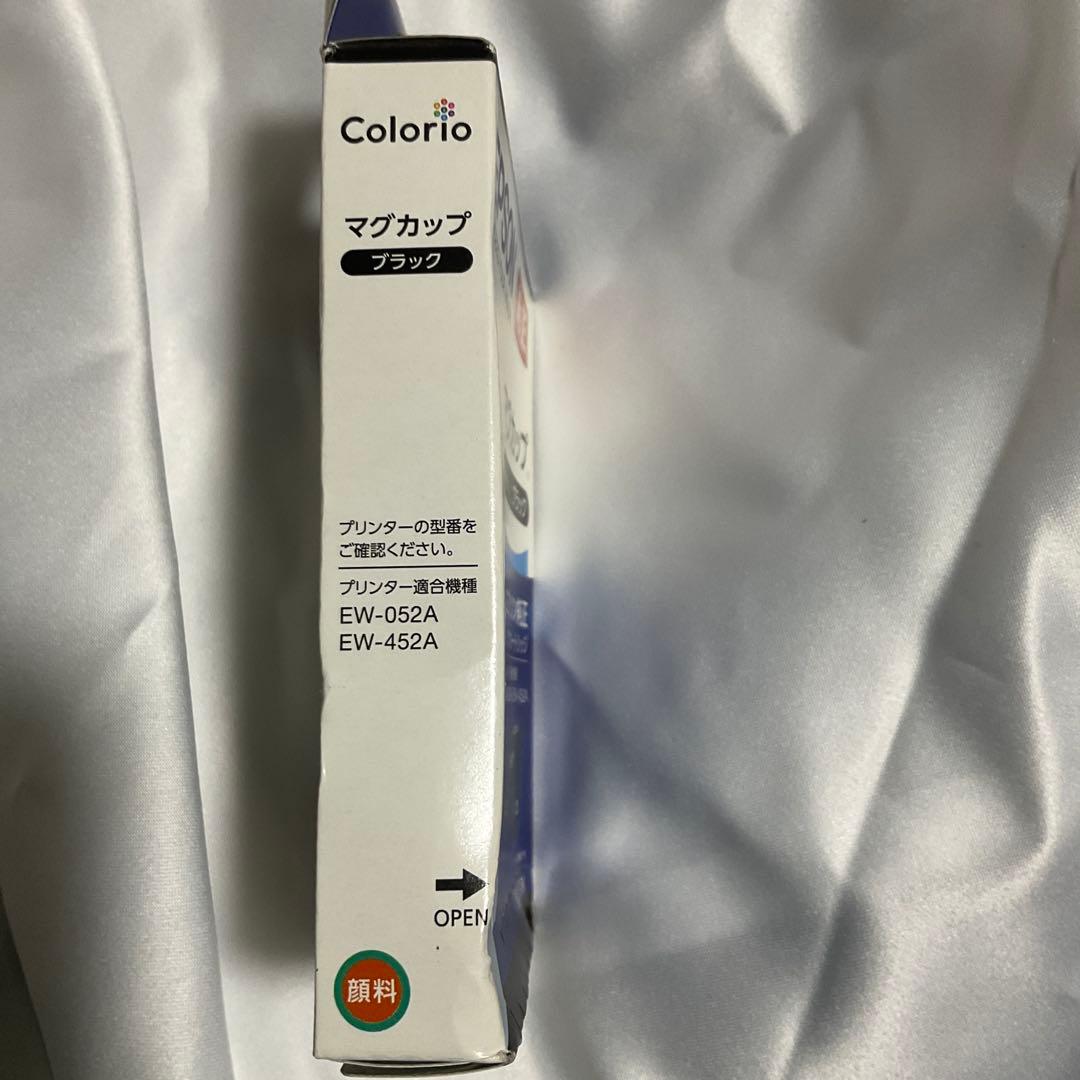 Colorio
マグカップ
ブラック
プリンターの型番を
ご確認ください。
プリンター適合機種
EW-052A
EW-452A
OPEN
顔料